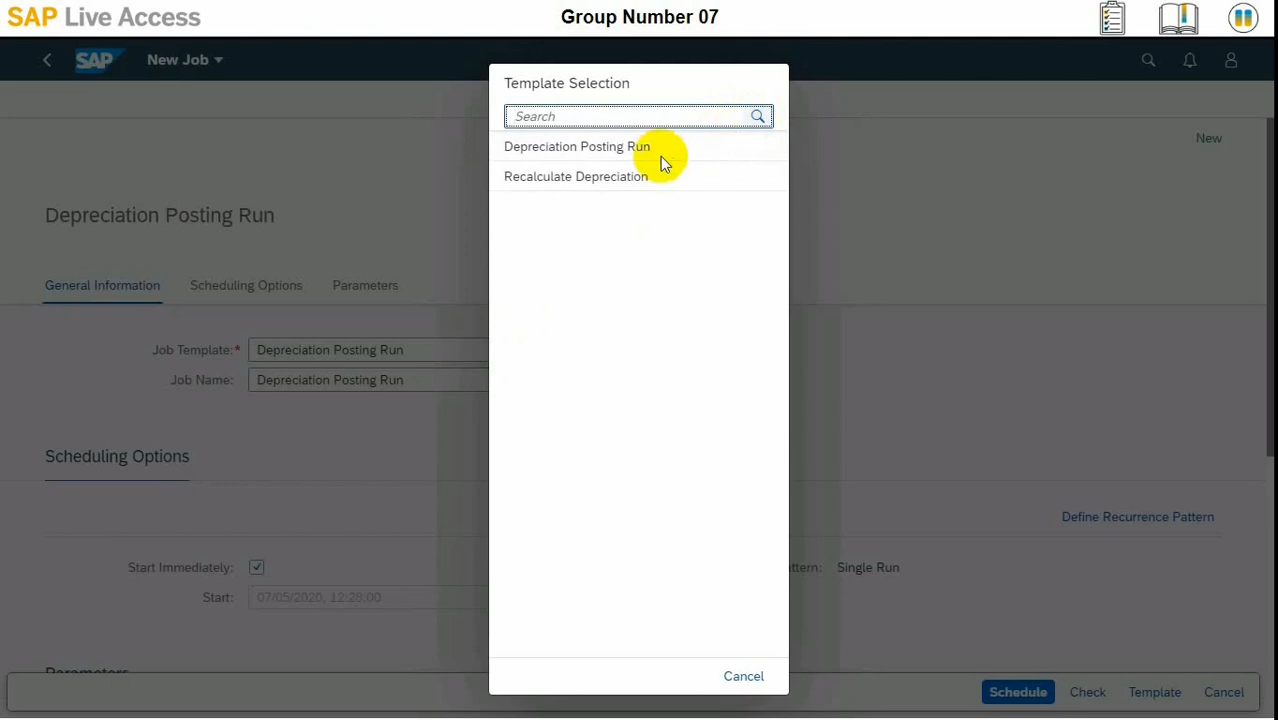 SAP Live Access
Group Number 07
SAP
New Job
Template Selection
Search
Depreciation Posting Run
Recalculate Depreciation
Cancel
New
Depreciation Posting Run
General Information
Scheduling Options
Parameters
Job Template:* Depreciation Posting Run
Job Name: Depreciation Posting Run
Scheduling Options
Define Recurrence Pattern
Start Immediately:
ttern: Single Run
Start: 07/05/2020, 12:28:00
Parameters
Schedule
Check
Template
Cancel